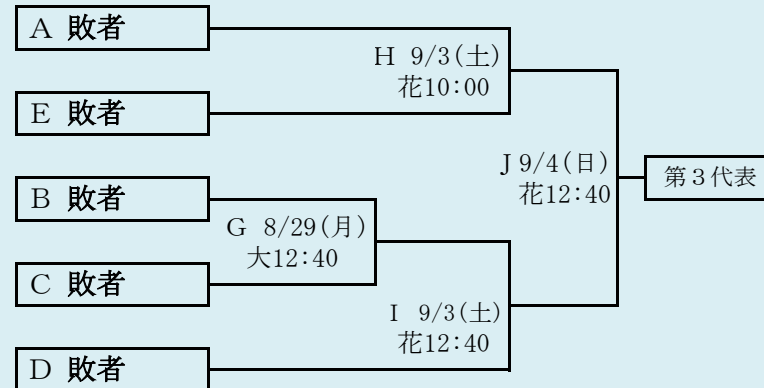 A 敗者
H 9/3(土)
花10:00
E 敗者
J 9/4(日)
花12:40
第3代表
B 敗者
G 8/29(月)
大12:40
C 敗者
I 9/3(土)
花12:40
D 敗者